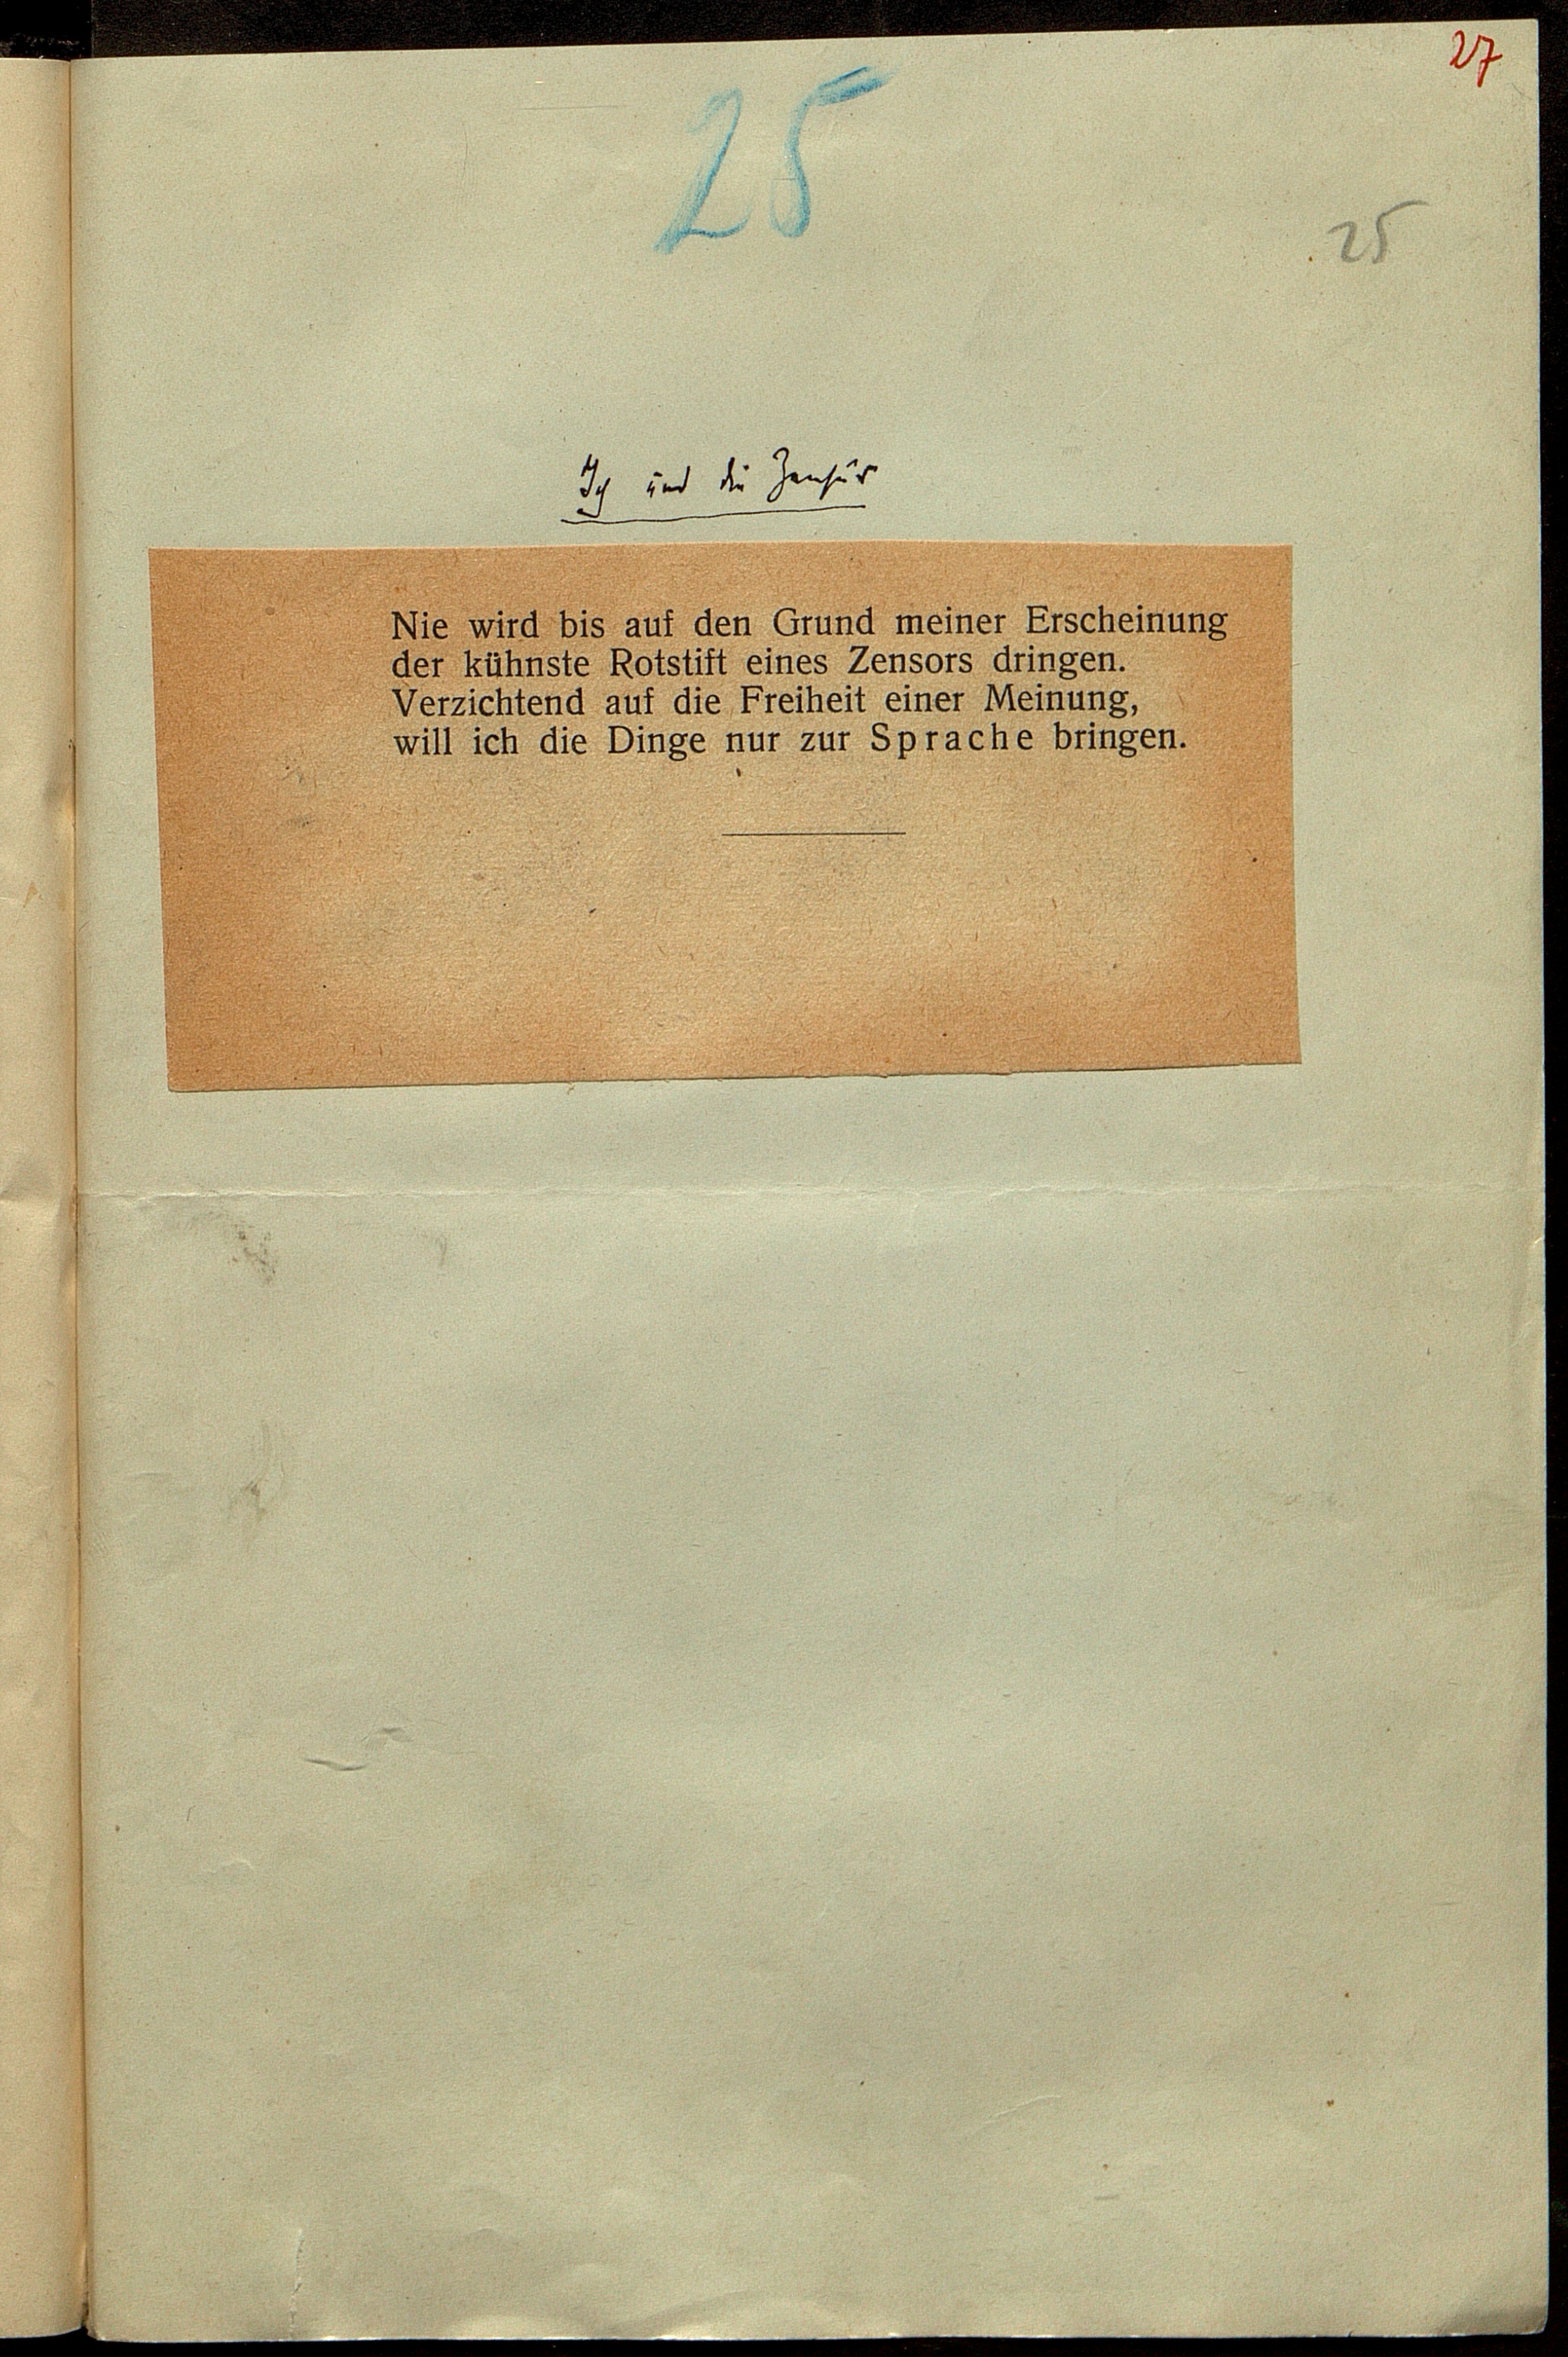 27
25
25
Ich und die Zensur
Nie wird bis auf den Grund meiner Erscheinung
der kühnste Rotstift eines Zensors dringen.
Verzichtend auf die Freiheit einer Meinung,
will ich die Dinge nur zur Sprache bringen.